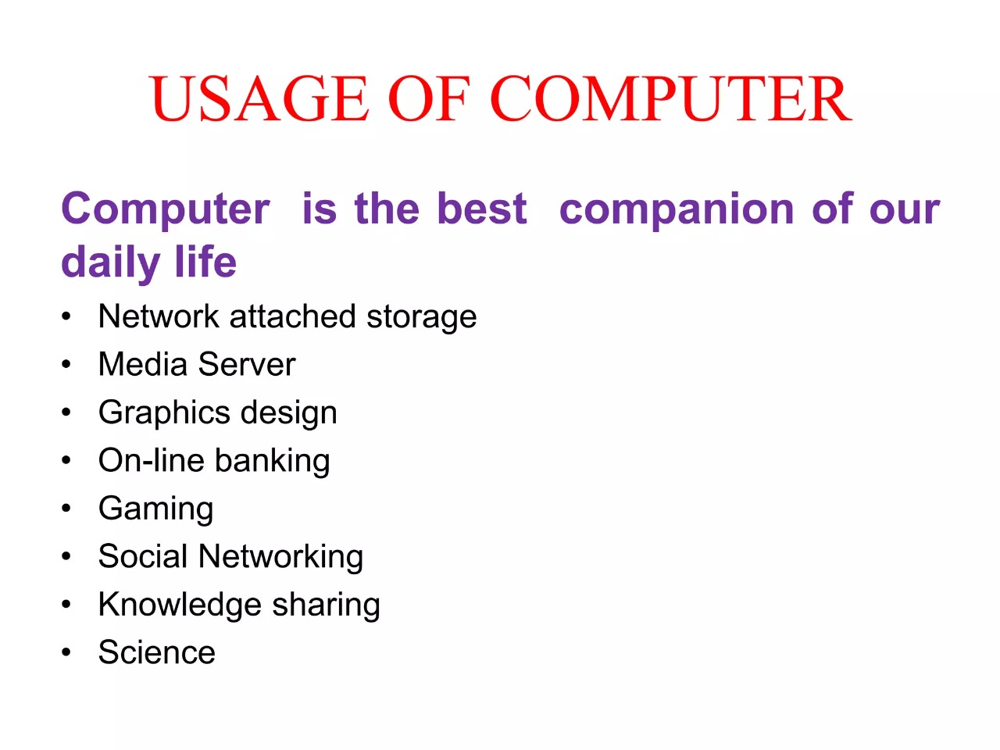 USAGE OF COMPUTER
Computer is the best companion of our
daily life
• Network attached storage
• Media Server
• Graphics design
• On-line banking
• Gaming
• Social Networking
• Knowledge sharing
• Science